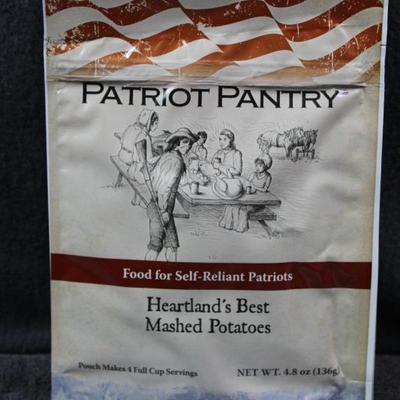 PATRIOT PANTRY
Food for Self-Reliant Patriots
Heartland's Best
Mashed Potatoes
Pouch Makes 4 Full Cup Servings
NET WT. 4.8 oz (136g)